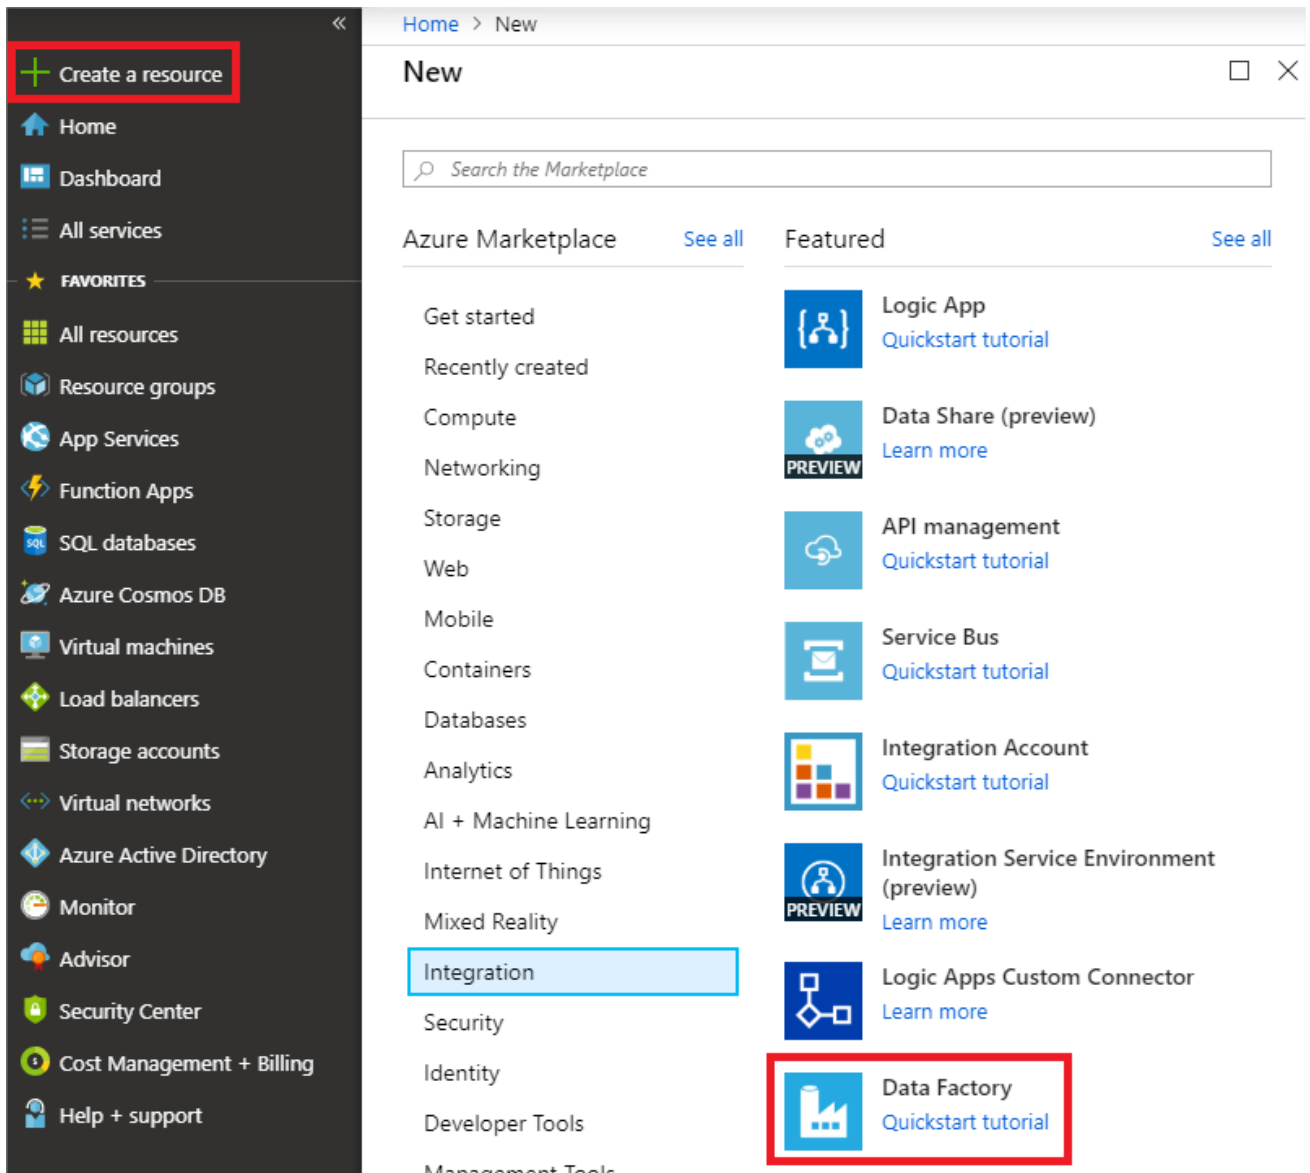 «
Create a resource
Home
Dashboard
All services
FAVORITES
All resources
Resource groups
App Services
Function Apps
SQL
SQL databases
Azure Cosmos DB
Virtual machines
Load balancers
Storage accounts
Virtual networks
Azure Active Directory
Monitor
Advisor
Security Center
Cost Management + Billing
Help + support
Home > New
New
Search the Marketplace
Azure Marketplace See all
Get started
Recently created
Compute
Networking
Storage
Web
Mobile
Containers
Databases
Analytics
AI + Machine Learning
Internet of Things
Mixed Reality
Integration
Security
Identity
Developer Tools
Management Tools
Featured See all
Logic App
Quickstart tutorial
Data Share (preview)
PREVIEW
Learn more
API management
Quickstart tutorial
Service Bus
Quickstart tutorial
Integration Account
Quickstart tutorial
Integration Service Environment
(preview)
PREVIEW
Learn more
Logic Apps Custom Connector
Learn more
Data Factory
Quickstart tutorial